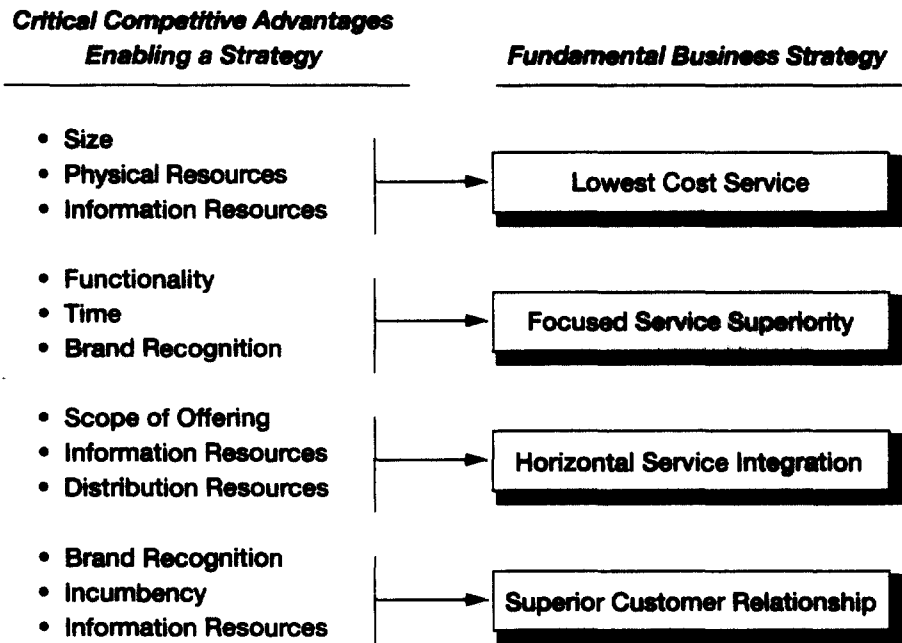 Critical Competitive Advantages
Enabling a Strategy
Fundamental Business Strategy
• Size
• Physical Resources
• Information Resources
Lowest Cost Service
• Functionality
• Time
• Brand Recognition
Focused Service Superiority
• Scope of Offering
• Information Resources
• Distribution Resources
Horizontal Service Integration
• Brand Recognition
• Incumbency
• Information Resources
Superior Customer Relationship